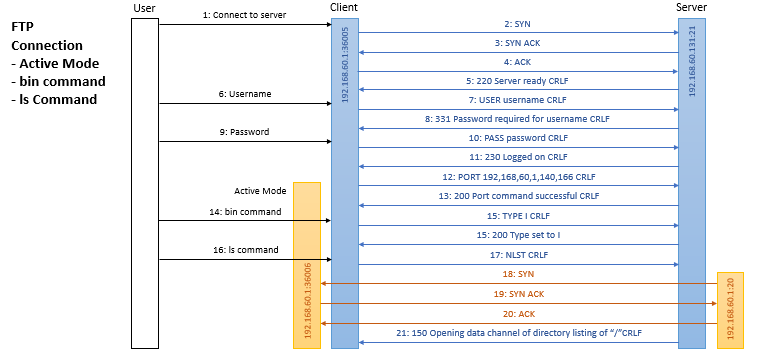 User
Client
Server
FTP
Connection
- Active Mode
- bin command
- ls Command
1: Connect to server
2: SYN
3: SYN ACK
4: ACK
5: 220 Server ready CRLF
6: Username
7: USER username CRLF
8: 331 Password required for username CRLF
9: Password
10: PASS password CRLF
11: 230 Logged on CRLF
12: PORT 192,168,60,1,140,166 CRLF
Active Mode
13: 200 Port command successful CRLF
14: bin command
15: TYPE I CRLF
15: 200 Type set to I
16: ls command
17: NLST CRLF
18: SYN
19: SYN ACK
20: ACK
21: 150 Opening data channel of directory listing of “/”CRLF
192.168.60.1:36005
192.168.60.131:21
192.168.60.1:36006
192.168.60.1:20